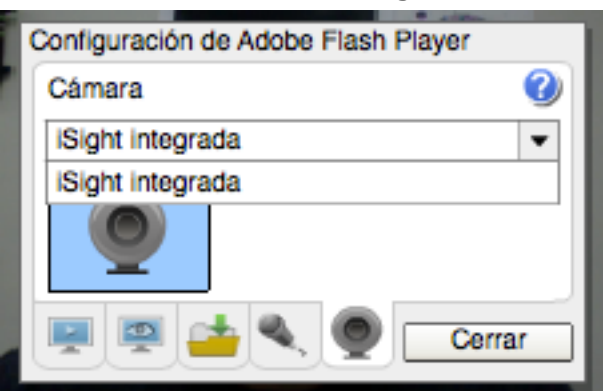 Configuración de Adobe Flash Player
Cámara
?
iSight integrada
iSight integrada
Cerrar